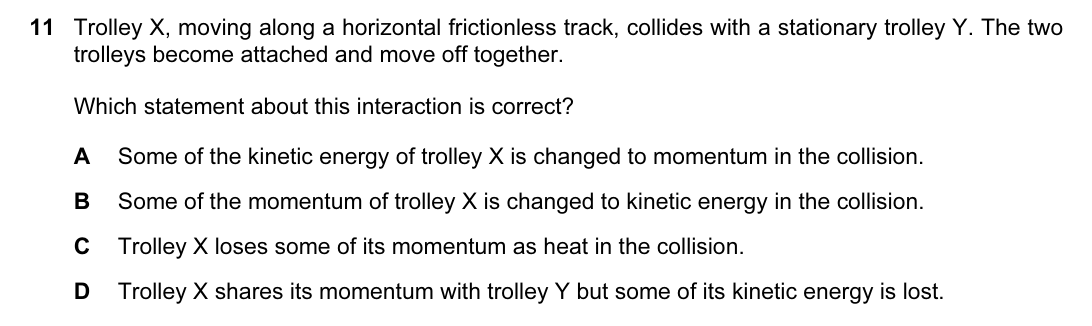 11 Trolley X, moving along a horizontal frictionless track, collides with a stationary trolley Y. The two
trolleys become attached and move off together.
Which statement about this interaction is correct?
A Some of the kinetic energy of trolley X is changed to momentum in the collision.
B Some of the momentum of trolley X is changed to kinetic energy in the collision.
C Trolley X loses some of its momentum as heat in the collision.
D Trolley X shares its momentum with trolley Y but some of its kinetic energy is lost.